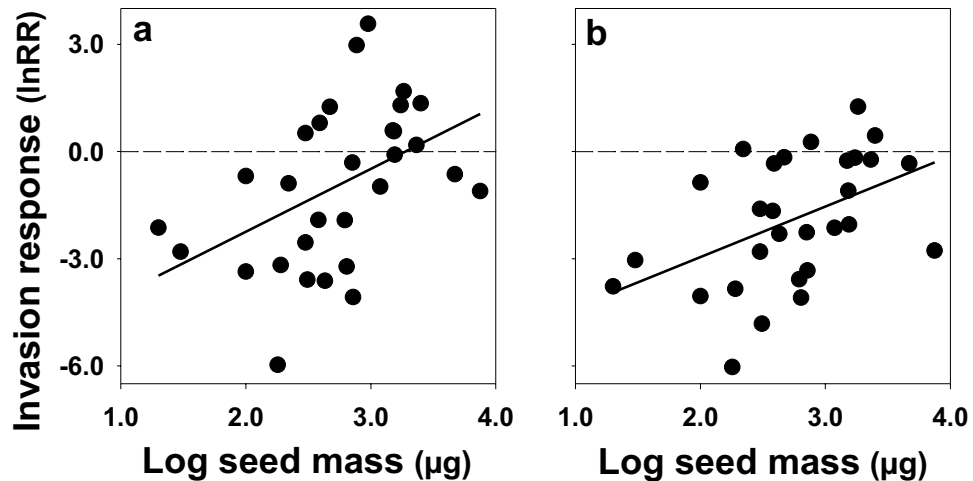 a
b
Invasion response (lnRR)
3.0
0.0
-3.0
-6.0
1.0 2.0 3.0 4.0
1.0 2.0 3.0 4.0
Log seed mass (μg)
Log seed mass (μg)